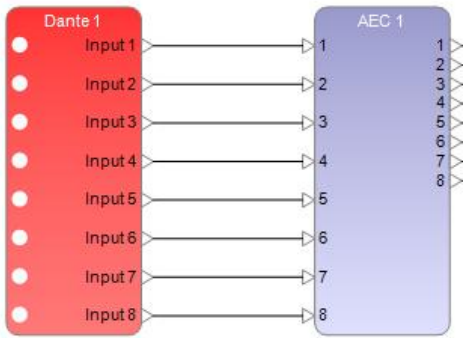 Dante 1
Input 1
Input 2
Input 3
Input 4
Input 5
Input 6
Input 7
Input 8
AEC 1
1
2
3
4
5
6
7
8
1
2
3
4
5
6
7
8